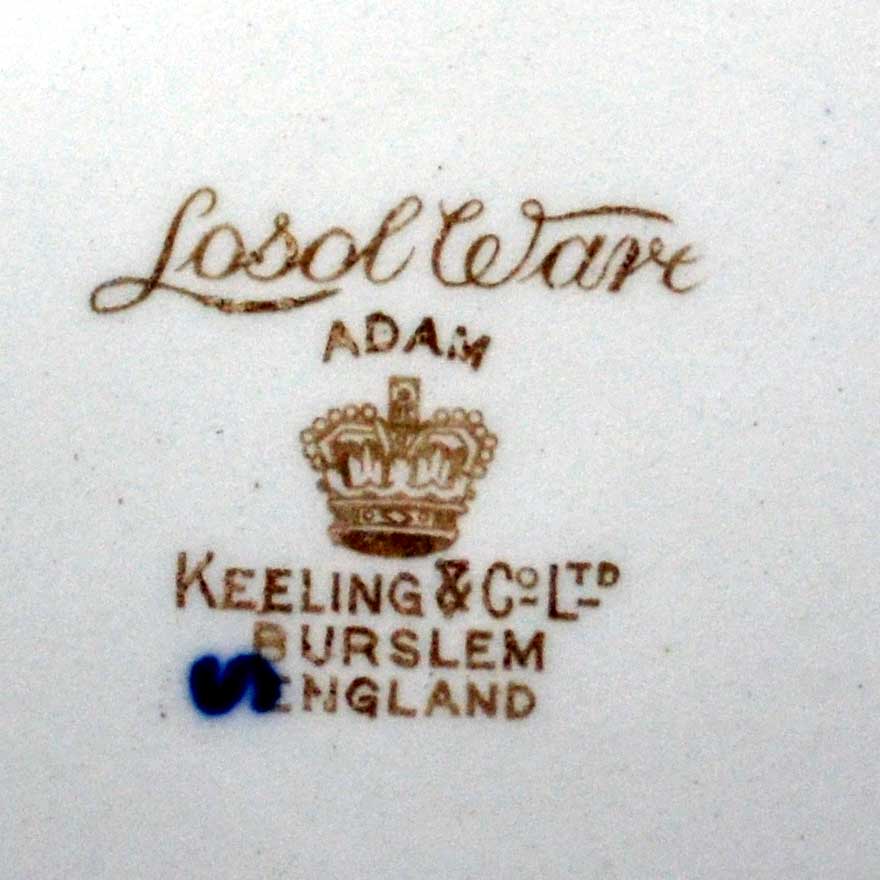 Losol Ware
ADAM
KEELING & Co LTD
BURSLEM
S ENGLAND